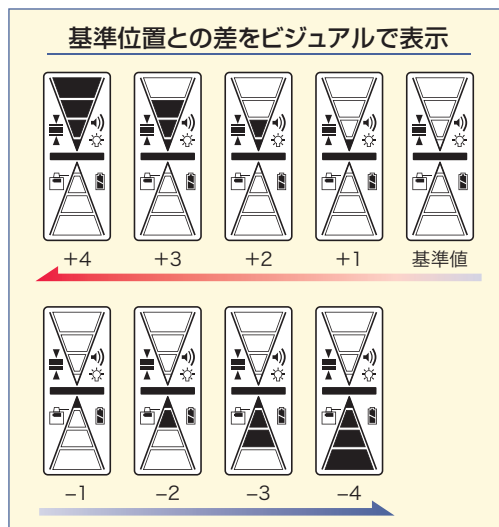 基準位置との差をビジュアルで表示
+4 +3 +2 +1 基準値
–1 –2 –3 –4